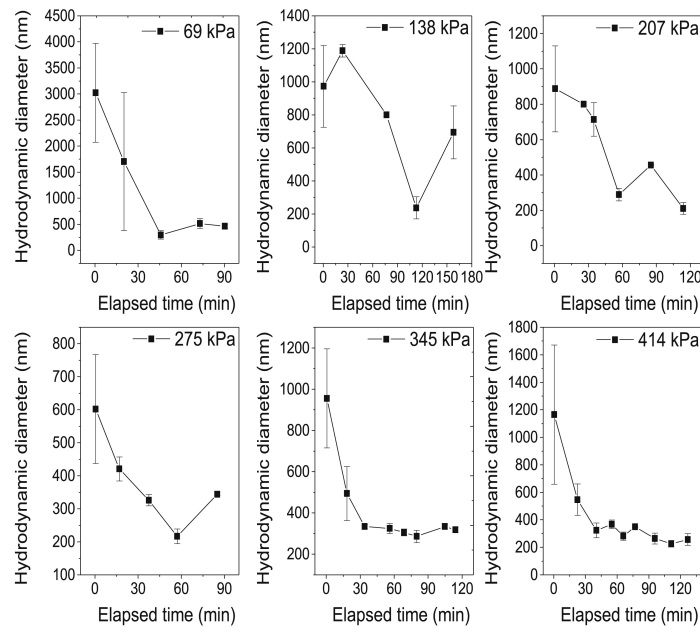 69 kPa
Hydrodynamic diameter (nm)
4500
4000
3500
3000
2500
2000
1500
1000
500
0
0 30 60 90
Elapsed time (min)
138 kPa
Hydrodynamic diameter (nm)
1400
1200
1000
800
600
400
200
0
0 30 60 90 120 150 180
Elapsed time (min)
207 kPa
Hydrodynamic diameter (nm)
1200
1000
800
600
400
200
0
0 30 60 90 120
Elapsed time (min)
275 kPa
Hydrodynamic diameter (nm)
800
700
600
500
400
300
200
100
0 30 60 90
Elapsed time (min)
345 kPa
Hydrodynamic diameter (nm)
1200
1000
800
600
400
200
0 20 40 60 80 100 120
Elapsed time (min)
414 kPa
Hydrodynamic diameter (nm)
1800
1600
1400
1200
1000
800
600
400
200
0
0 20 40 60 80 100 120
Elapsed time (min)